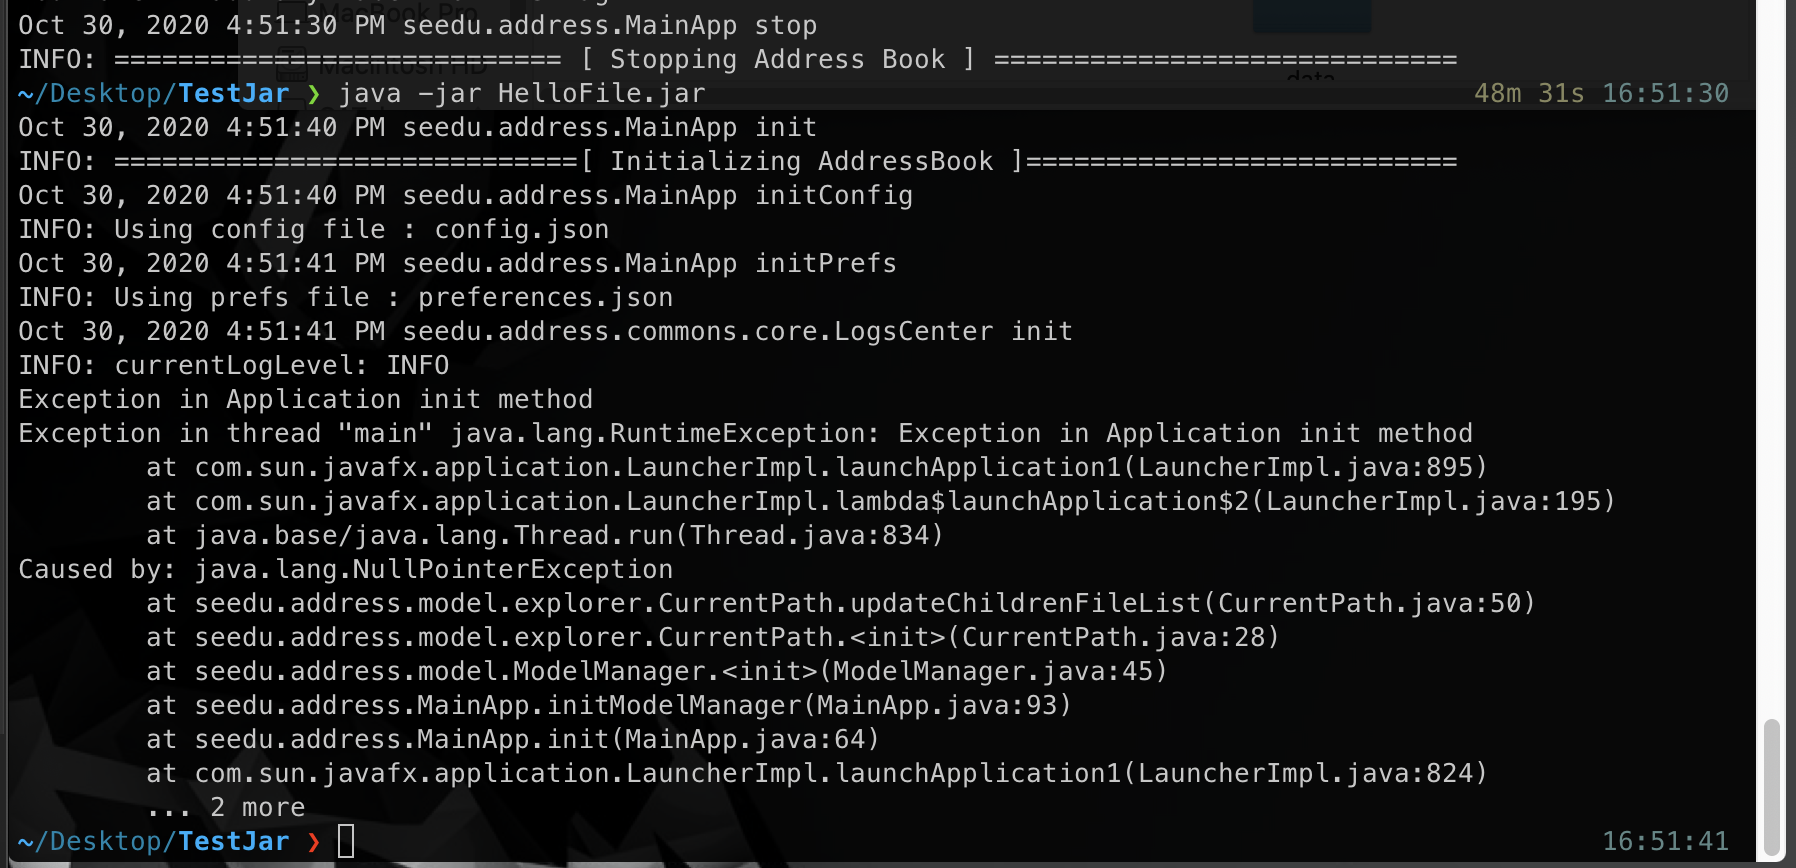 Oct 30, 2020 4:51:30 PM seedu.address.MainApp stop
INFO: ============================ [ Stopping Address Book ] =============================
data
~/Desktop/TestJar ❯ java -jar HelloFile.jar 48m 31s 16:51:30
Oct 30, 2020 4:51:40 PM seedu.address.MainApp init
INFO: =============================[ Initializing AddressBook ]===========================
Oct 30, 2020 4:51:40 PM seedu.address.MainApp initConfig
INFO: Using config file : config.json
Oct 30, 2020 4:51:41 PM seedu.address.MainApp initPrefs
INFO: Using prefs file : preferences.json
Oct 30, 2020 4:51:41 PM seedu.address.commons.core.LogsCenter init
INFO: currentLogLevel: INFO
Exception in Application init method
Exception in thread "main" java.lang.RuntimeException: Exception in Application init method
at com.sun.javafx.application.LauncherImpl.launchApplication1(LauncherImpl.java:895)
at com.sun.javafx.application.LauncherImpl.lambda$launchApplication$2(LauncherImpl.java:195)
at java.base/java.lang.Thread.run(Thread.java:834)
Caused by: java.lang.NullPointerException
at seedu.address.model.explorer.CurrentPath.updateChildrenFileList(CurrentPath.java:50)
at seedu.address.model.explorer.CurrentPath.<init>(CurrentPath.java:28)
at seedu.address.model.ModelManager.<init>(ModelManager.java:45)
at seedu.address.MainApp.initModelManager(MainApp.java:93)
at seedu.address.MainApp.init(MainApp.java:64)
at com.sun.javafx.application.LauncherImpl.launchApplication1(LauncherImpl.java:824)
... 2 more
~/Desktop/TestJar ❯ 16:51:41